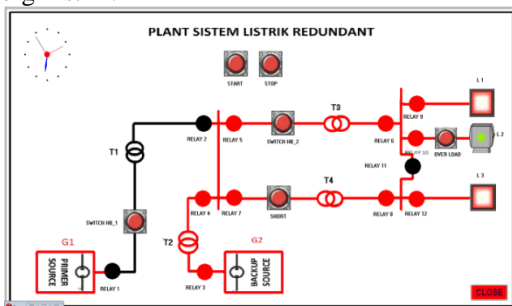 PLANT SISTEM LISTRIK REDUNDANT
START
STOP
L 1
T3
RELAY 9
RELAY 2
RELAY 5
SWITCH HB_2
RELAY 6
RELAY 10
OVER LOAD
L 2
T1
RELAY 11
T4
L 3
SWITCH HB_1
RELAY 4
RELAY 7
SHORT
RELAY 8
RELAY 12
G1
T2
G2
PRIMER
SOURCE
BACKUP
SOURCE
RELAY 1
RELAY 3
CLOSE